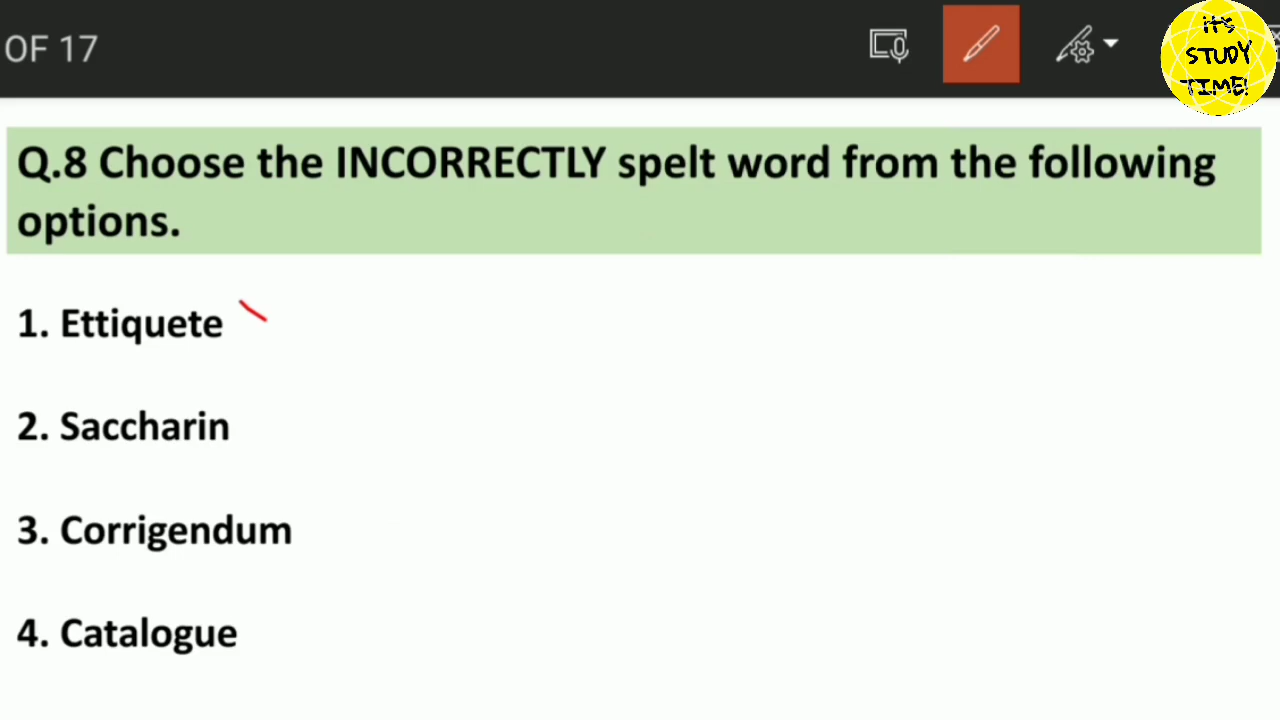 OF 17
iTS
STUDY
TIME!
Q.8 Choose the INCORRECTLY spelt word from the following
options.
1. Ettiquete
2. Saccharin
3. Corrigendum
4. Catalogue